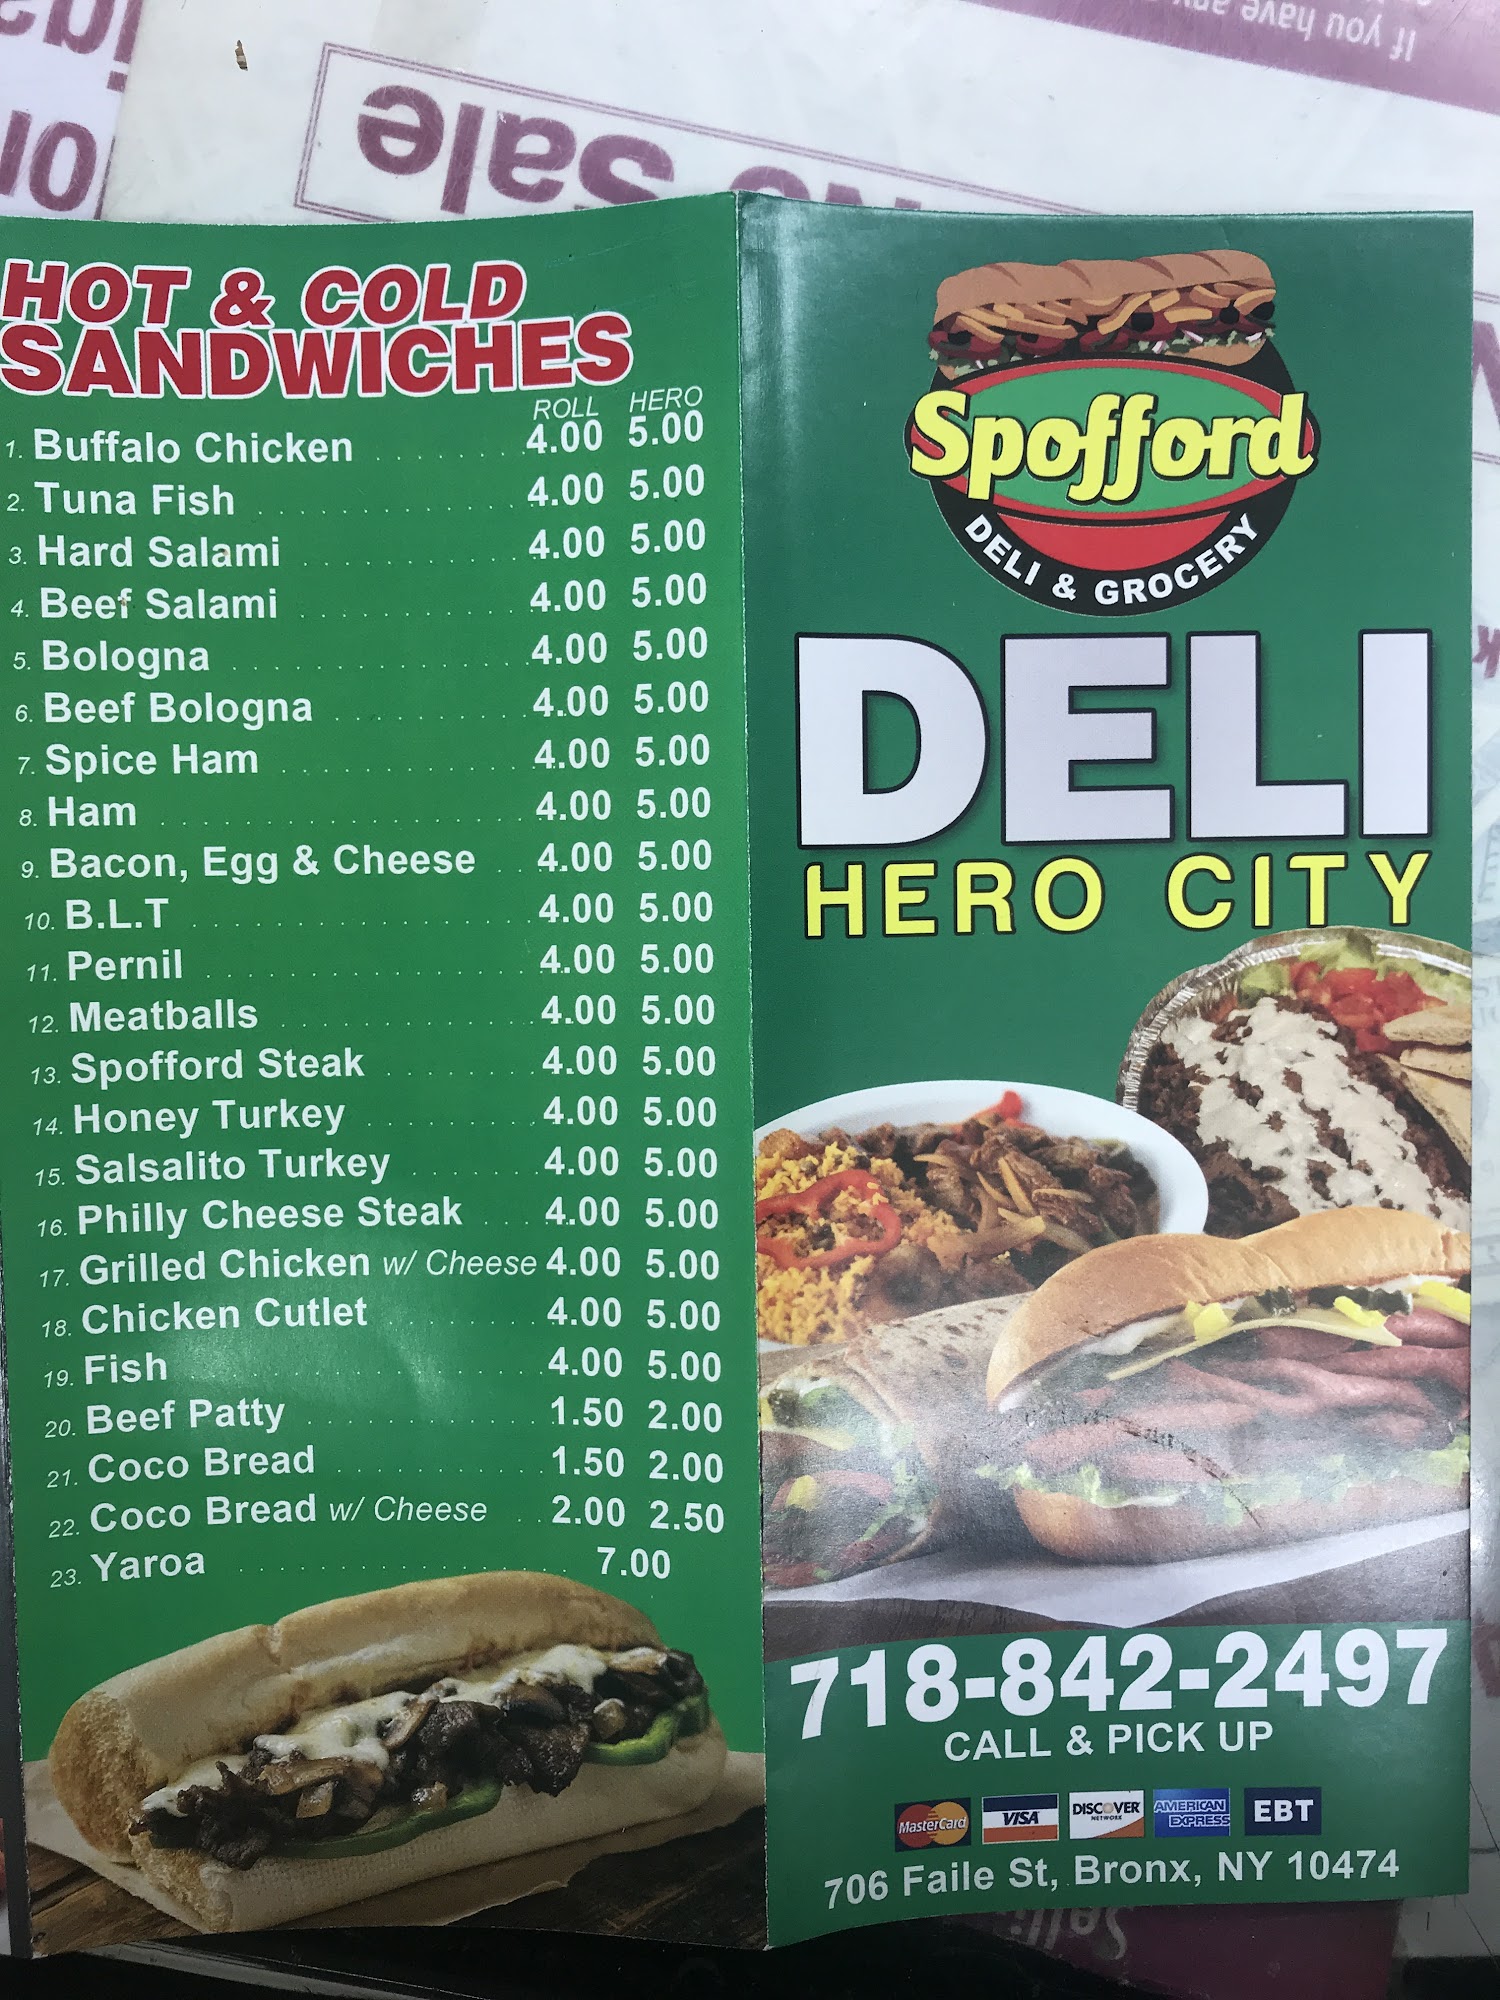 If you have any
No Sale
HOT & COLD
SANDWICHES
ROLL HERO
1. Buffalo Chicken 4.00 5.00
2. Tuna Fish 4.00 5.00
3. Hard Salami 4.00 5.00
4. Beef Salami 4.00 5.00
5. Bologna 4.00 5.00
6. Beef Bologna 4.00 5.00
7. Spice Ham 4.00 5.00
8. Ham 4.00 5.00
9. Bacon, Egg & Cheese 4.00 5.00
10. B.L.T 4.00 5.00
11. Pernil 4.00 5.00
12. Meatballs 4.00 5.00
13. Spofford Steak 4.00 5.00
14. Honey Turkey 4.00 5.00
15. Salsalito Turkey 4.00 5.00
16. Philly Cheese Steak 4.00 5.00
17. Grilled Chicken w/ Cheese 4.00 5.00
18. Chicken Cutlet 4.00 5.00
19. Fish 4.00 5.00
20. Beef Patty 1.50 2.00
21. Coco Bread 1.50 2.00
22. Coco Bread w/ Cheese 2.00 2.50
23. Yaroa 7.00
Spofford
DELI & GROCERY
DELI
HERO CITY
718-842-2497
CALL & PICK UP
MasterCard VISA DISCOVER NETWORK AMERICAN EXPRESS EBT
706 Faile St, Bronx, NY 10474